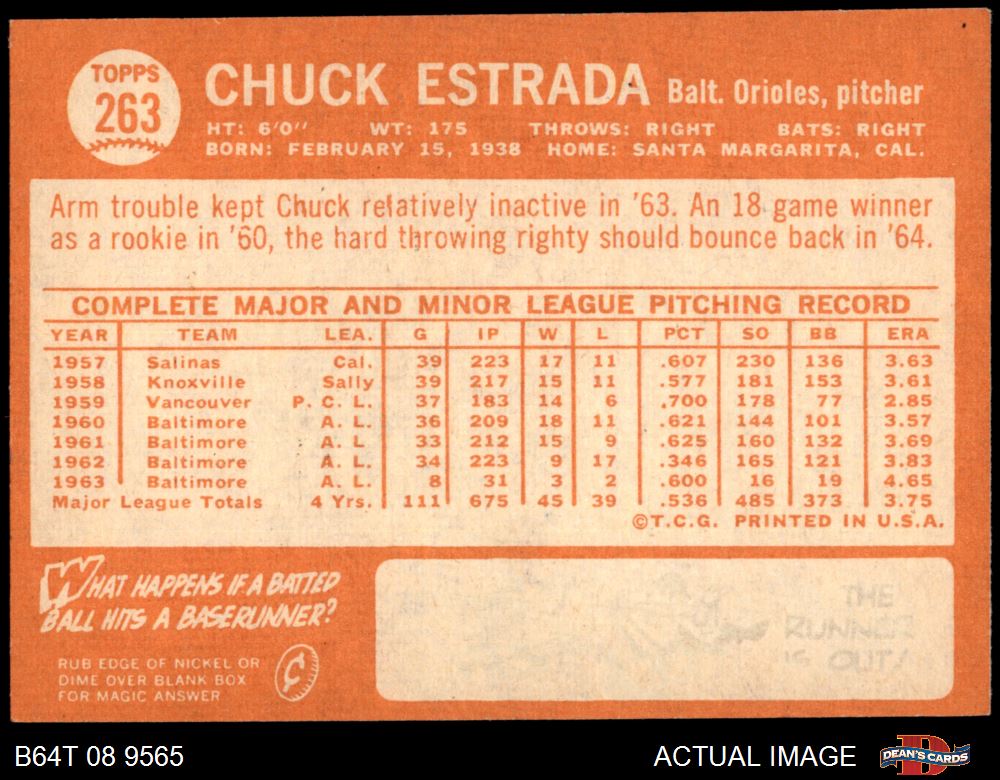 TOPPS
263
CHUCK ESTRADA Balt. Orioles, pitcher
HT: 6'0" WT: 175 THROWS: RIGHT BATS: RIGHT
BORN: FEBRUARY 15, 1938 HOME: SANTA MARGARITA, CAL.
Arm trouble kept Chuck relatively inactive in '63. An 18 game winner
as a rookie in '60, the hard throwing righty should bounce back in '64.
COMPLETE MAJOR AND MINOR LEAGUE PITCHING RECORD
YEAR TEAM LEA. G IP W L PCT SO BB ERA
1957 Salinas Cal. 39 223 17 11 .607 230 136 3.63
1958 Knoxville Sally 39 217 15 11 .577 181 153 3.61
1959 Vancouver P. C. L. 37 183 14 6 .700 178 77 2.85
1960 Baltimore A. L. 36 209 18 11 .621 144 101 3.57
1961 Baltimore A. L. 33 212 15 9 .625 160 132 3.69
1962 Baltimore A. L. 34 223 9 17 .346 165 121 3.83
1963 Baltimore A. L. 8 31 3 2 .600 16 19 4.65
Major League Totals 4 Yrs. 111 675 45 39 .536 485 373 3.75
©T.C.G. PRINTED IN U.S.A.
WHAT HAPPENS IF A BATTED
BALL HITS A BASERUNNER?
RUB EDGE OF NICKEL OR
DIME OVER BLANK BOX
FOR MAGIC ANSWER
¢
THE
RUNNER
IS OUT!
B64T 08 9565 ACTUAL IMAGE
DEAN'S CARDS